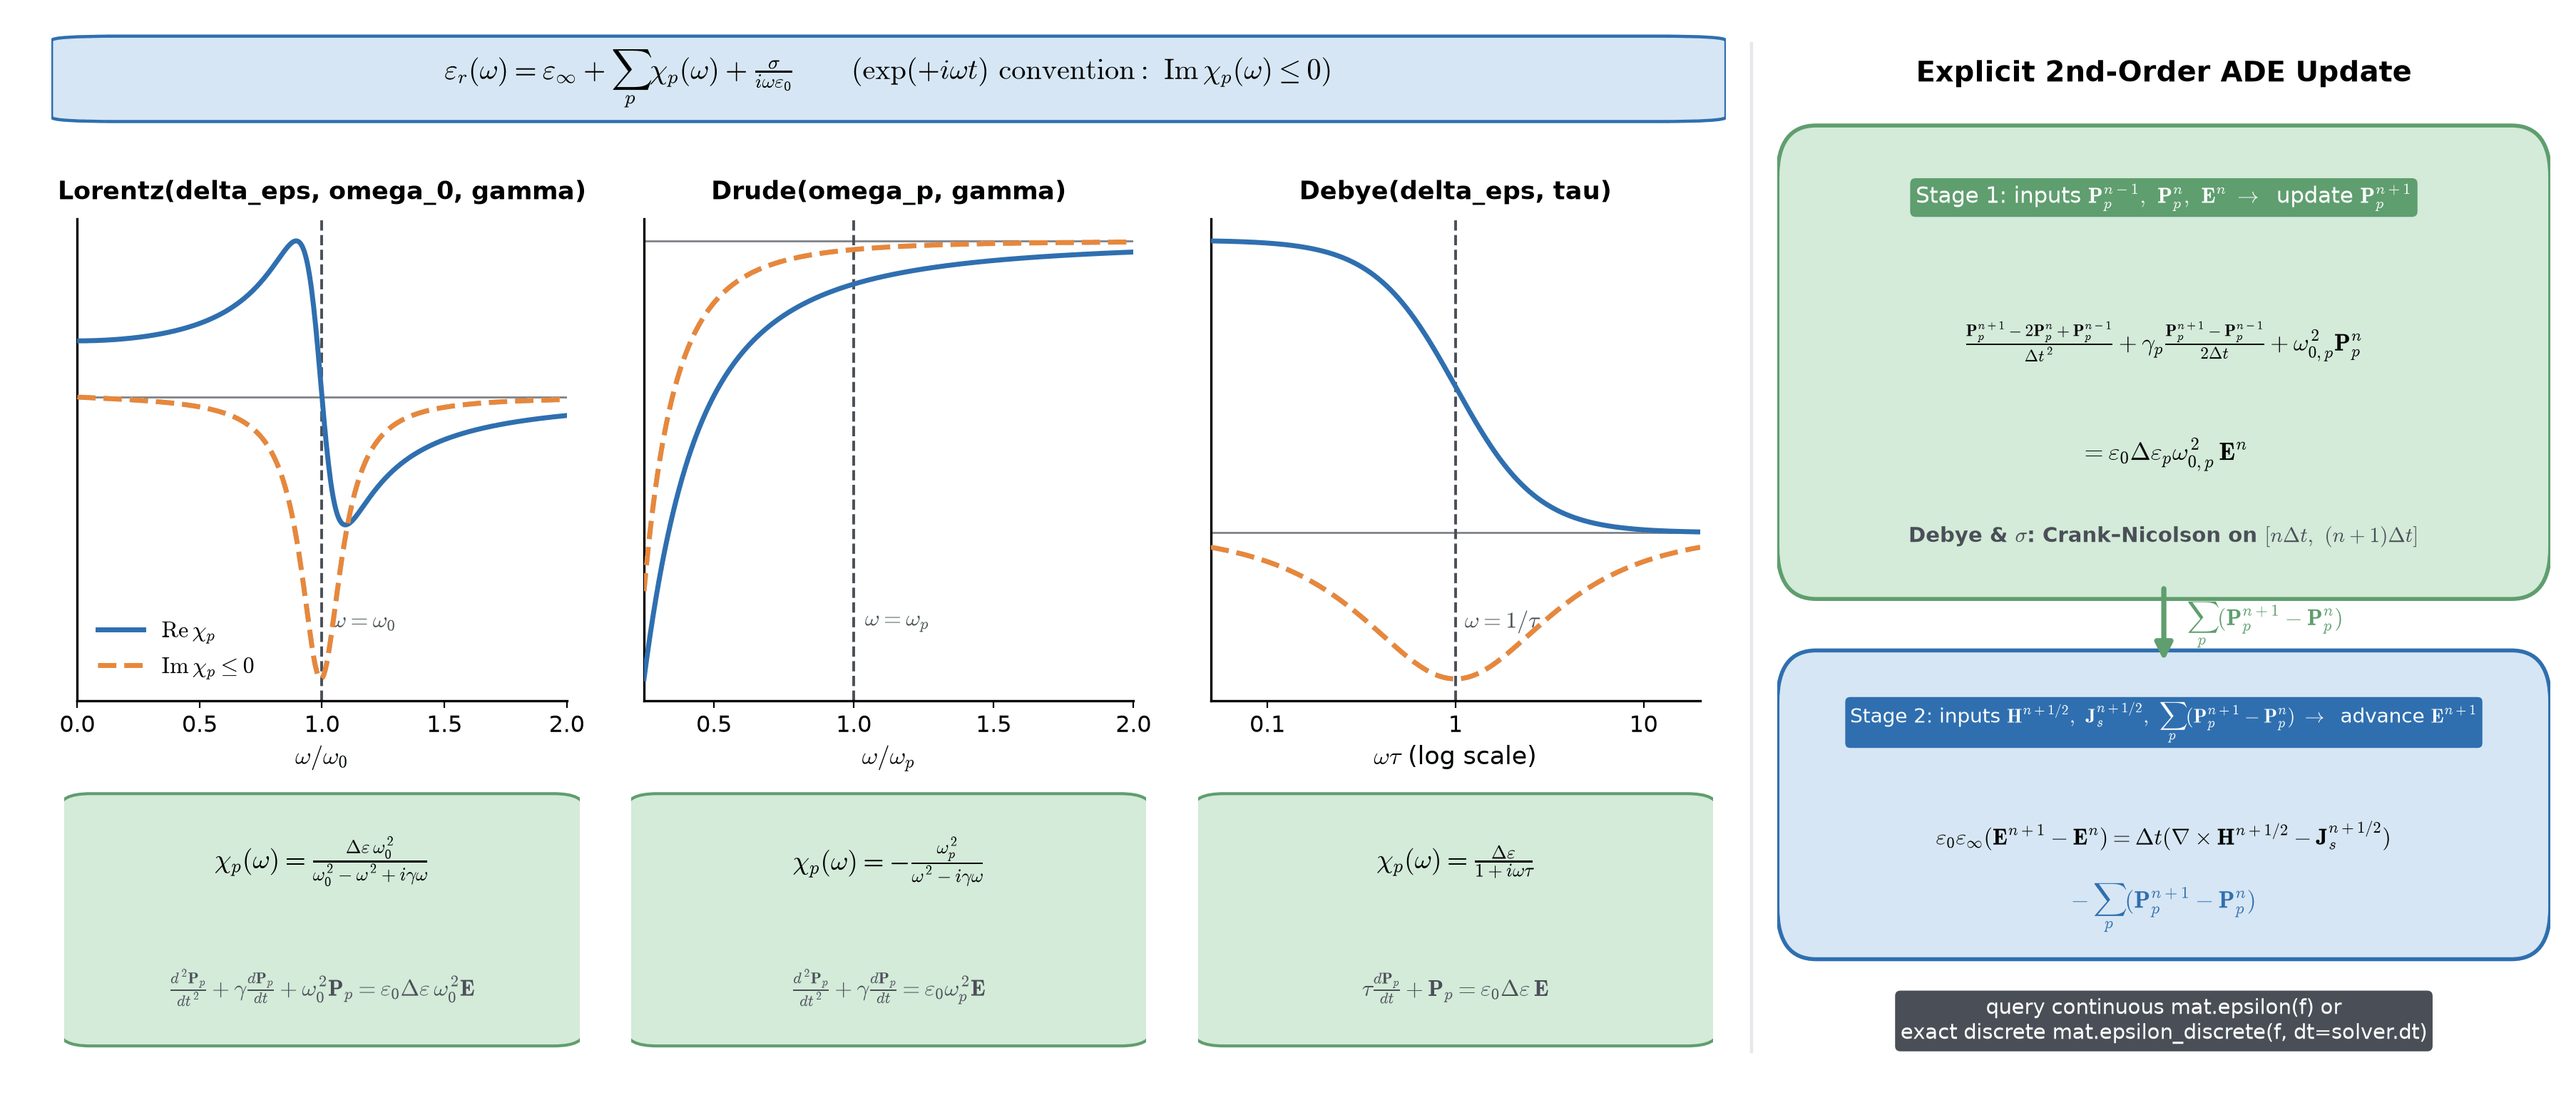 ε_r(ω) = ε_∞ + ∑_p χ_p(ω) + σ/(iωε_0)   (exp(+iωt) convention: Im χ_p(ω) ≤ 0)
Lorentz(delta_eps, omega_0, gamma)
ω = ω_0
Re χ_p
Im χ_p ≤ 0
0.0 0.5 1.0 1.5 2.0
ω/ω_0
χ_p(ω) = Δε ω_0^2 / (ω_0^2 − ω^2 + iγω)
d^2P_p/dt^2 + γ dP_p/dt + ω_0^2 P_p = ε_0 Δε ω_0^2 E
Drude(omega_p, gamma)
ω = ω_p
0.5 1.0 1.5 2.0
ω/ω_p
χ_p(ω) = − ω_p^2 / (ω^2 − iγω)
d^2P_p/dt^2 + γ dP_p/dt = ε_0 ω_p^2 E
Debye(delta_eps, tau)
ω = 1/τ
0.1 1 10
ωτ (log scale)
χ_p(ω) = Δε / (1 + iωτ)
τ dP_p/dt + P_p = ε_0 Δε E
Explicit 2nd-Order ADE Update
Stage 1: inputs P_p^{n−1}, P_p^n, E^n → update P_p^{n+1}
(P_p^{n+1} − 2P_p^n + P_p^{n−1})/Δt^2 + γ_p (P_p^{n+1} − P_p^{n−1})/(2Δt) + ω_{0,p}^2 P_p^n
= ε_0 Δε_p ω_{0,p}^2 E^n
Debye & σ: Crank–Nicolson on [nΔt, (n+1)Δt]
∑_p (P_p^{n+1} − P_p^n)
Stage 2: inputs H^{n+1/2}, J_s^{n+1/2}, ∑_p (P_p^{n+1} − P_p^n) → advance E^{n+1}
ε_0 ε_∞ (E^{n+1} − E^n) = Δt(∇ × H^{n+1/2} − J_s^{n+1/2})
− ∑_p (P_p^{n+1} − P_p^n)
query continuous mat.epsilon(f) or
exact discrete mat.epsilon_discrete(f, dt=solver.dt)